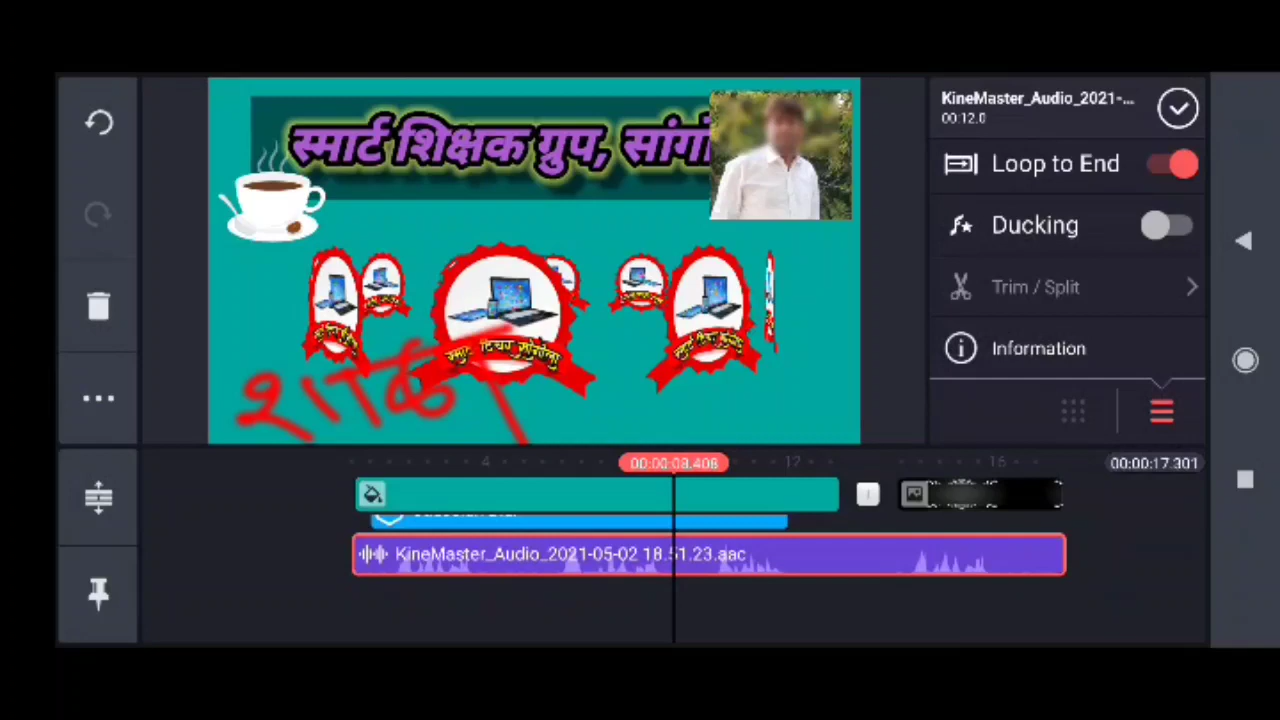 KineMaster_Audio_2021-...
00:12.0
स्मार्ट शिक्षक ग्रुप,
Loop to End
Ducking
Trim / Split
Information
00:00:08.408
4
12
16
00:00:17.301
KineMaster_Audio_2021-05-02 18.51.23.aac